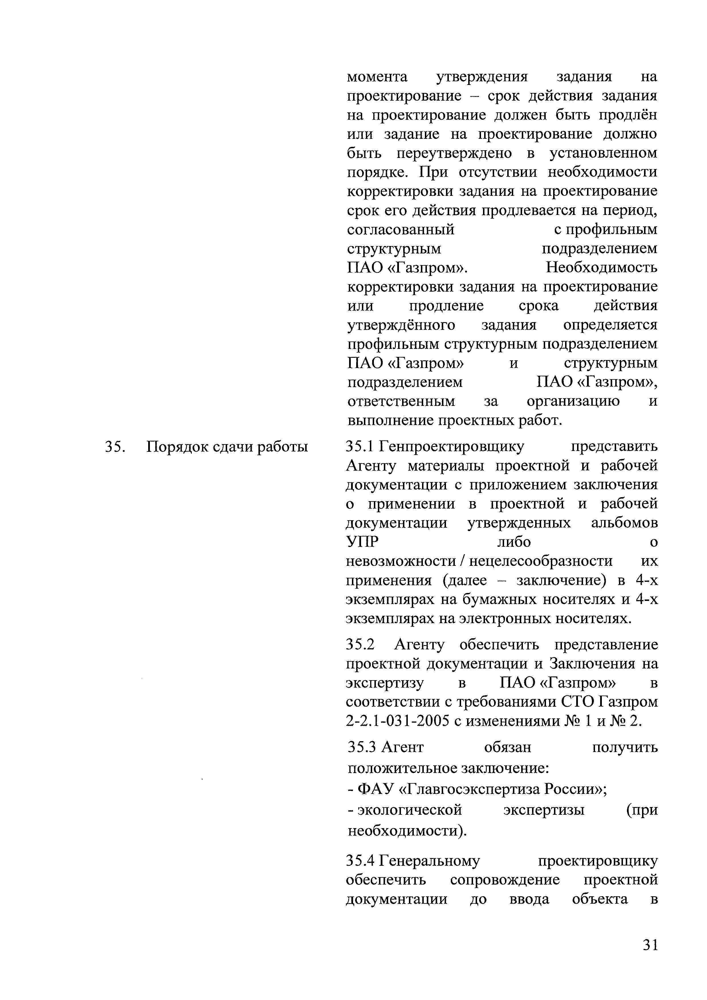 момента утверждения задания на
проектирование – срок действия задания
на проектирование должен быть продлён
или задание на проектирование должно
быть переутверждено в установленном
порядке. При отсутствии необходимости
корректировки задания на проектирование
срок его действия продлевается на период,
согласованный с профильным
структурным подразделением
ПАО «Газпром». Необходимость
корректировки задания на проектирование
или продление срока действия
утверждённого задания определяется
профильным структурным подразделением
ПАО «Газпром» и структурным
подразделением ПАО «Газпром»,
ответственным за организацию и
выполнение проектных работ.
35. Порядок сдачи работы 35.1 Генпроектировщику представить
Агенту материалы проектной и рабочей
документации с приложением заключения
о применении в проектной и рабочей
документации утвержденных альбомов
УПР либо о
невозможности / нецелесообразности их
применения (далее – заключение) в 4-х
экземплярах на бумажных носителях и 4-х
экземплярах на электронных носителях.
35.2 Агенту обеспечить представление
проектной документации и Заключения на
экспертизу в ПАО «Газпром» в
соответствии с требованиями СТО Газпром
2-2.1-031-2005 с изменениями № 1 и № 2.
35.3 Агент обязан получить
положительное заключение:
- ФАУ «Главгосэкспертиза России»;
- экологической экспертизы (при
необходимости).
35.4 Генеральному проектировщику
обеспечить сопровождение проектной
документации до ввода объекта в
31